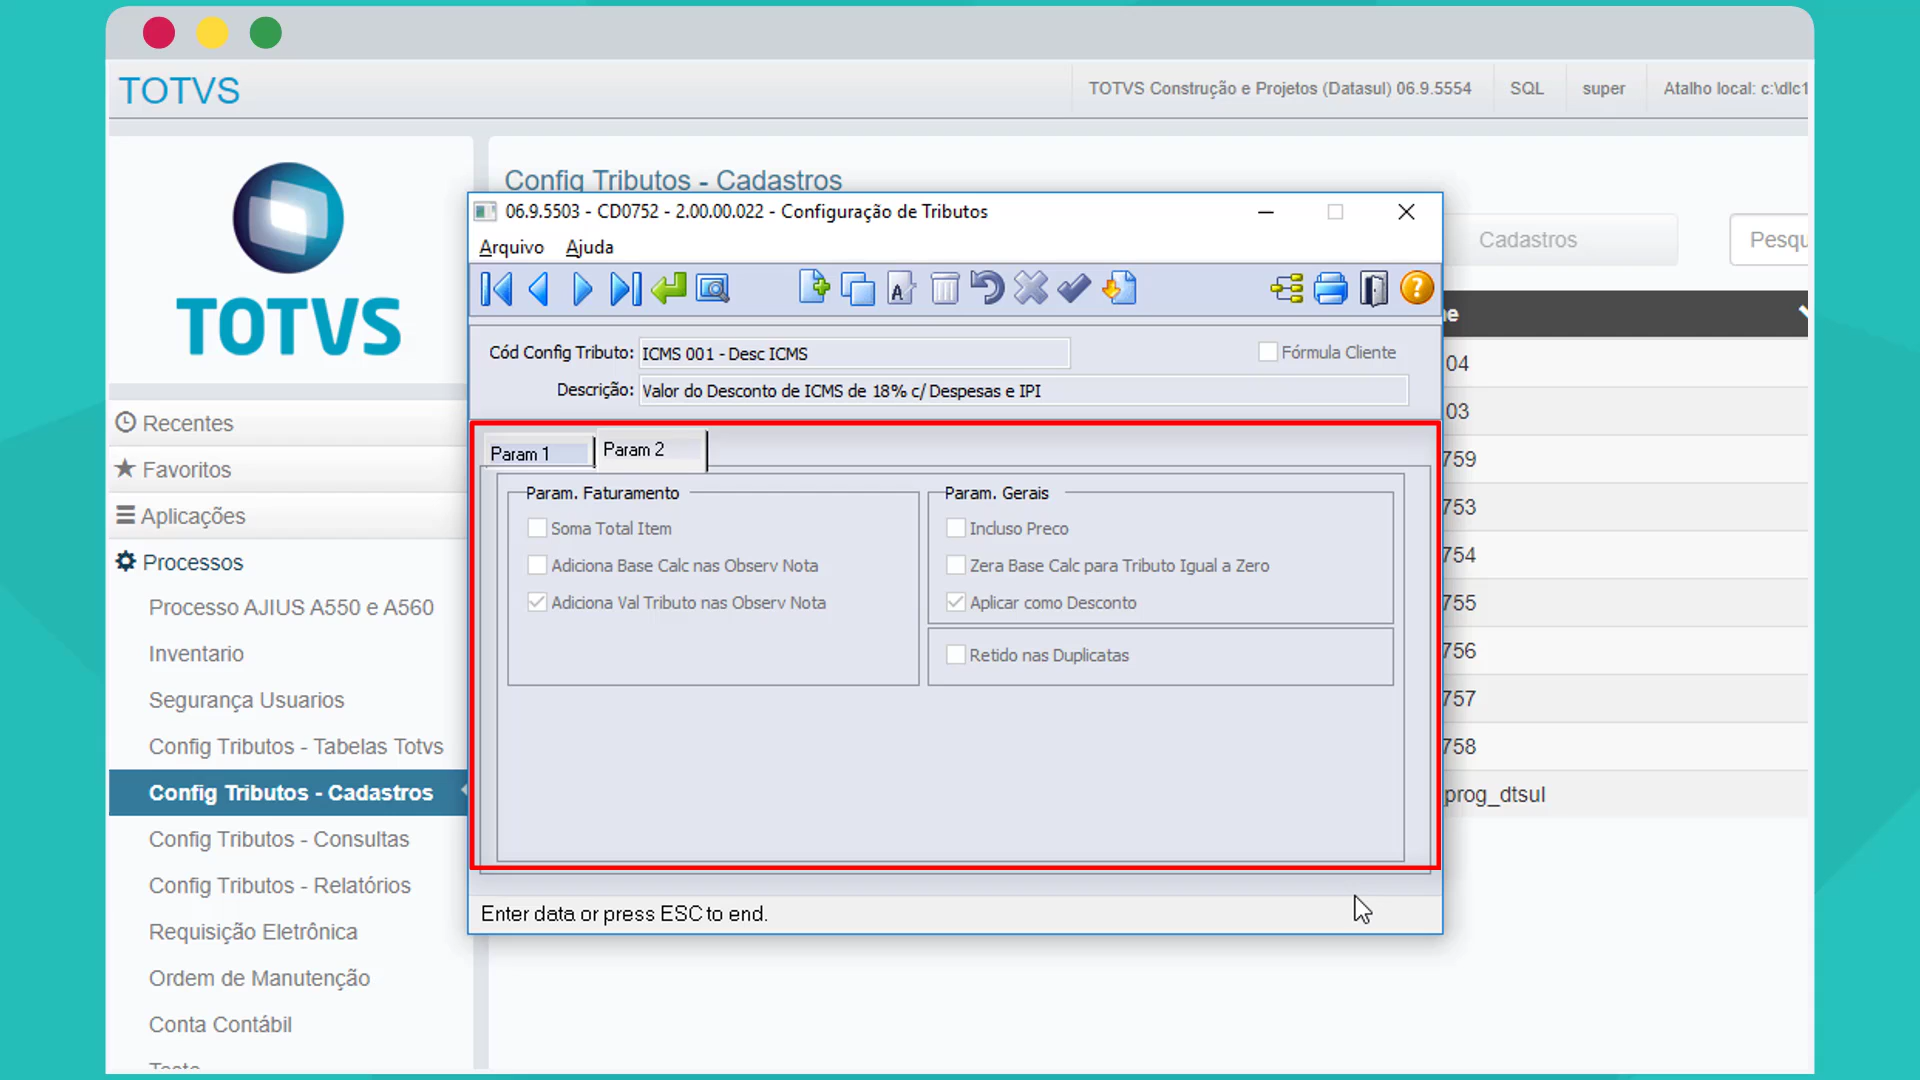 TOTVS
TOTVS Construção e Projetos (Datasul) 06.9.5554
SQL
super
Atalho local: c:\dlc1
TOTVS
Recentes
Favoritos
Aplicações
Processos
Processo AJIUS A550 e A560
Inventario
Segurança Usuarios
Config Tributos - Tabelas Totvs
Config Tributos - Cadastros
Config Tributos - Consultas
Config Tributos - Relatórios
Requisição Eletrônica
Ordem de Manutenção
Conta Contábil
Config Tributos - Cadastros
Cadastros
Pesqu
06.9.5503 - CD0752 - 2.00.00.022 - Configuração de Tributos
Arquivo Ajuda
Cód Config Tributo: ICMS 001 - Desc ICMS
Fórmula Cliente
Descrição: Valor do Desconto de ICMS de 18% c/ Despesas e IPI
Param 1
Param 2
Param. Faturamento
Soma Total Item
Adiciona Base Calc nas Observ Nota
Adiciona Val Tributo nas Observ Nota
Param. Gerais
Incluso Preco
Zera Base Calc para Tributo Igual a Zero
Aplicar como Desconto
Retido nas Duplicatas
Enter data or press ESC to end.
04
03
759
753
754
755
756
757
758
prog_dtsul